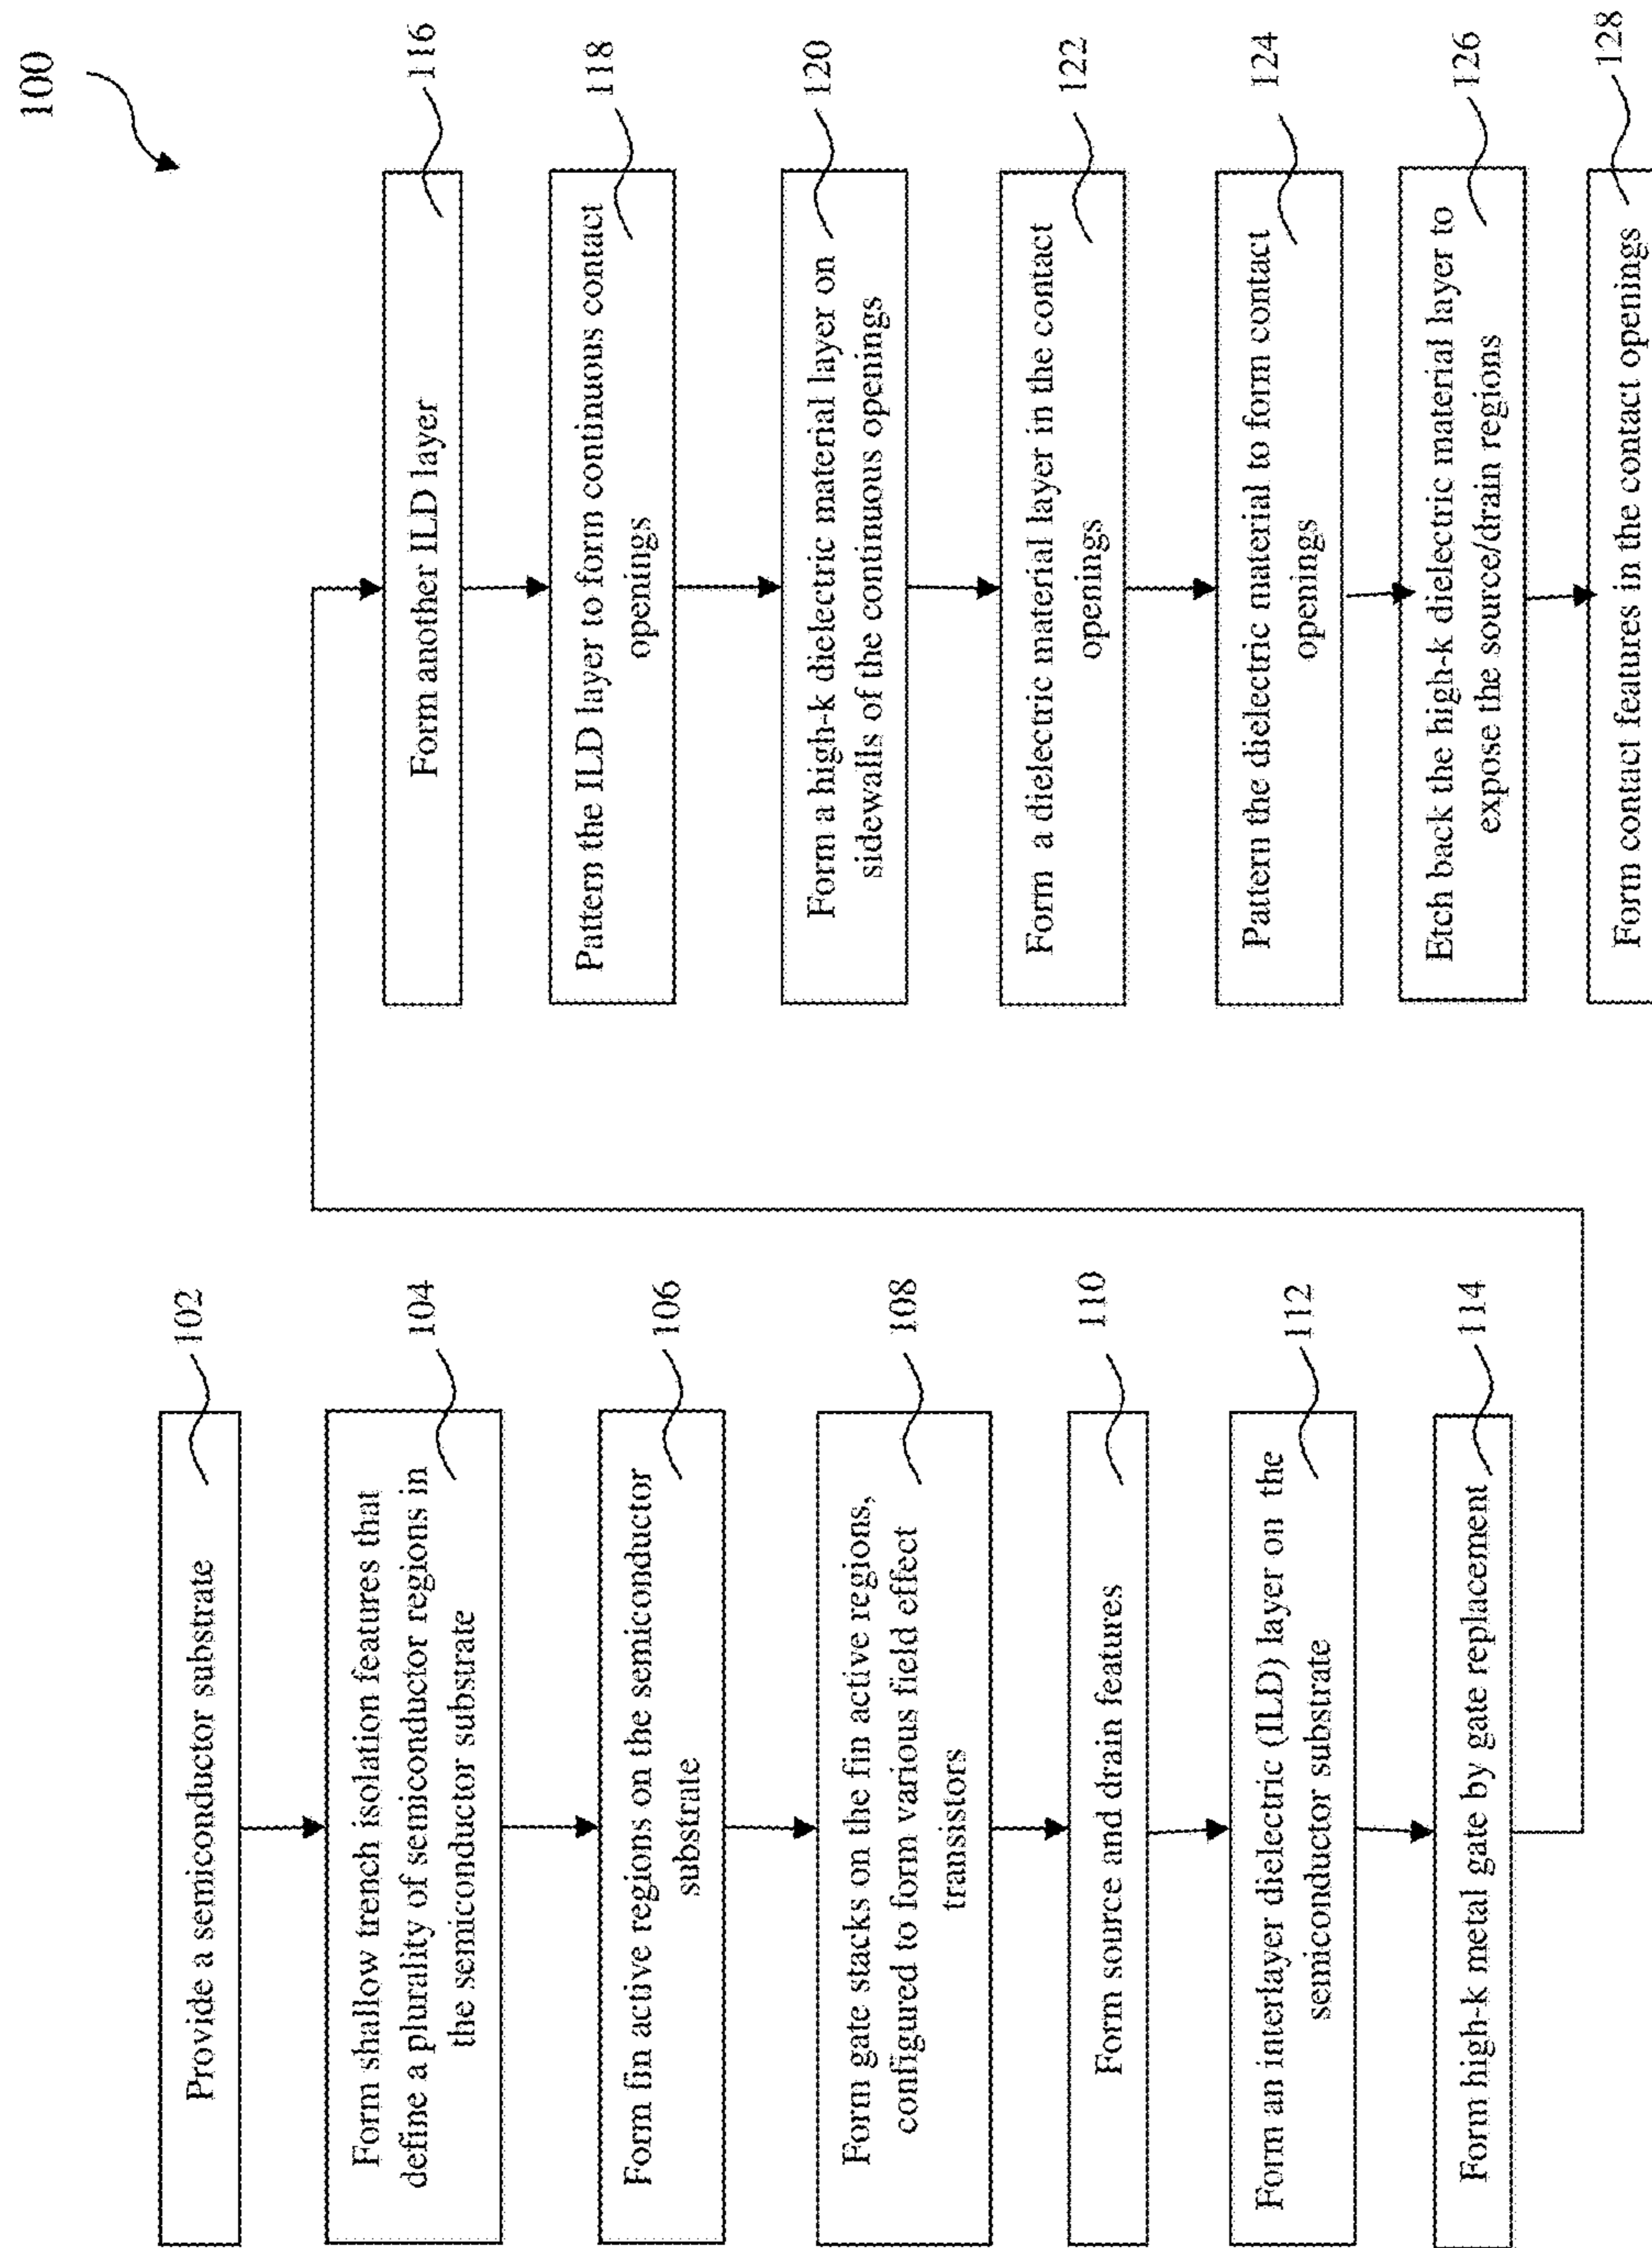 100
Provide a semiconductor substrate
102
Form shallow trench isolation features that
define a plurality of semiconductor regions in
the semiconductor substrate
104
Form fin active regions on the semiconductor
substrate
106
Form gate stacks on the fin active regions,
configured to form various field effect
transistors
108
Form source and drain features
110
Form an interlayer dielectric (ILD) layer on the
semiconductor substrate
112
Form high-k metal gate by gate replacement
114
Form another ILD layer
116
Pattern the ILD layer to form continuous contact
openings
118
Form a high-k dielectric material layer on
sidewalls of the continuous openings
120
Form a dielectric material layer in the contact
openings
122
Pattern the dielectric material to form contact
openings
124
Etch back the high-k dielectric material layer to
expose the source/drain regions
126
Form contact features in the contact openings
128